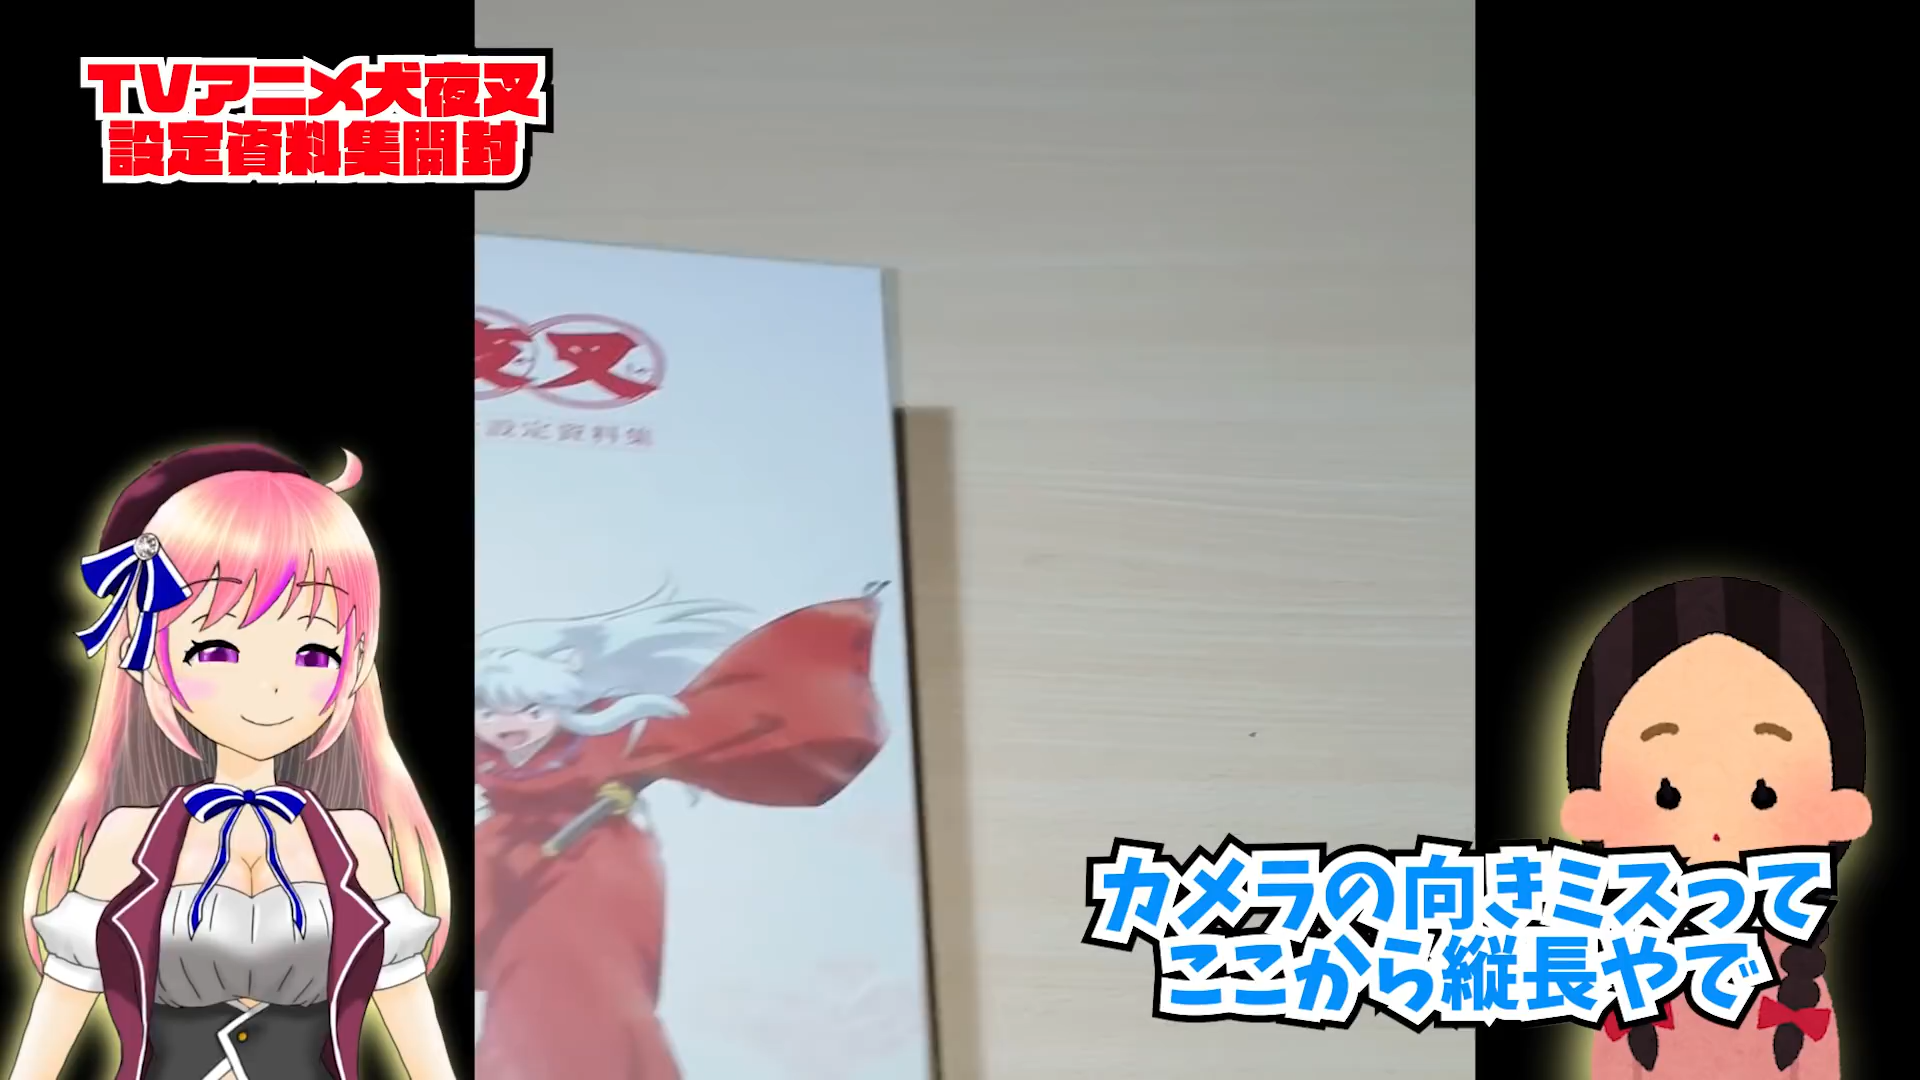 TVアニメ犬夜叉
設定資料集開封
夜叉
設定資料集
カメラの向きミスって
ここから縦長やで